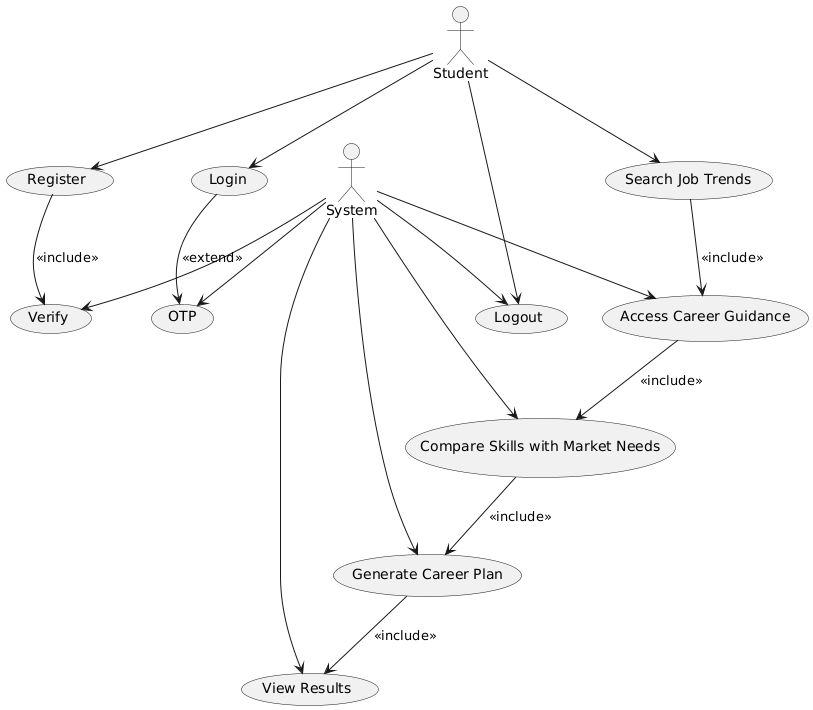 Student
Register
Login
System
Search Job Trends
«include»
«extend»
«include»
Verify
OTP
Logout
Access Career Guidance
«include»
Compare Skills with Market Needs
«include»
Generate Career Plan
«include»
View Results